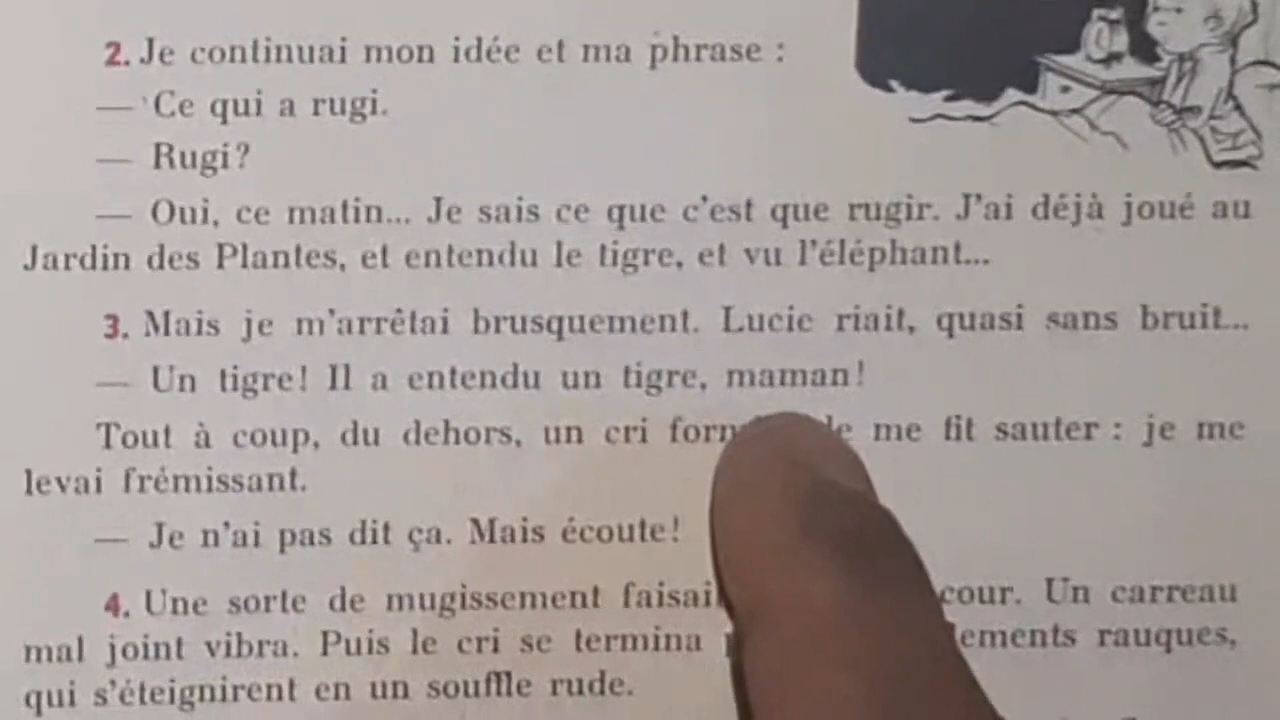 2. Je continuai mon idée et ma phrase :
— Ce qui a rugi.
— Rugi?
— Oui, ce matin... Je sais ce que c'est que rugir. J'ai déjà joué au
Jardin des Plantes, et entendu le tigre, et vu l'éléphant...
3. Mais je m'arrêtai brusquement. Lucie riait, quasi sans bruit...
— Un tigre! Il a entendu un tigre, maman!
Tout à coup, du dehors, un cri me fit sauter : je me
levai frémissant.
— Je n'ai pas dit ça. Mais écoute!
4. Une sorte de mugissement cour. Un carreau
mal joint vibra. Puis le cri se termina rauques,
qui s'éteignirent en un souffle rude.